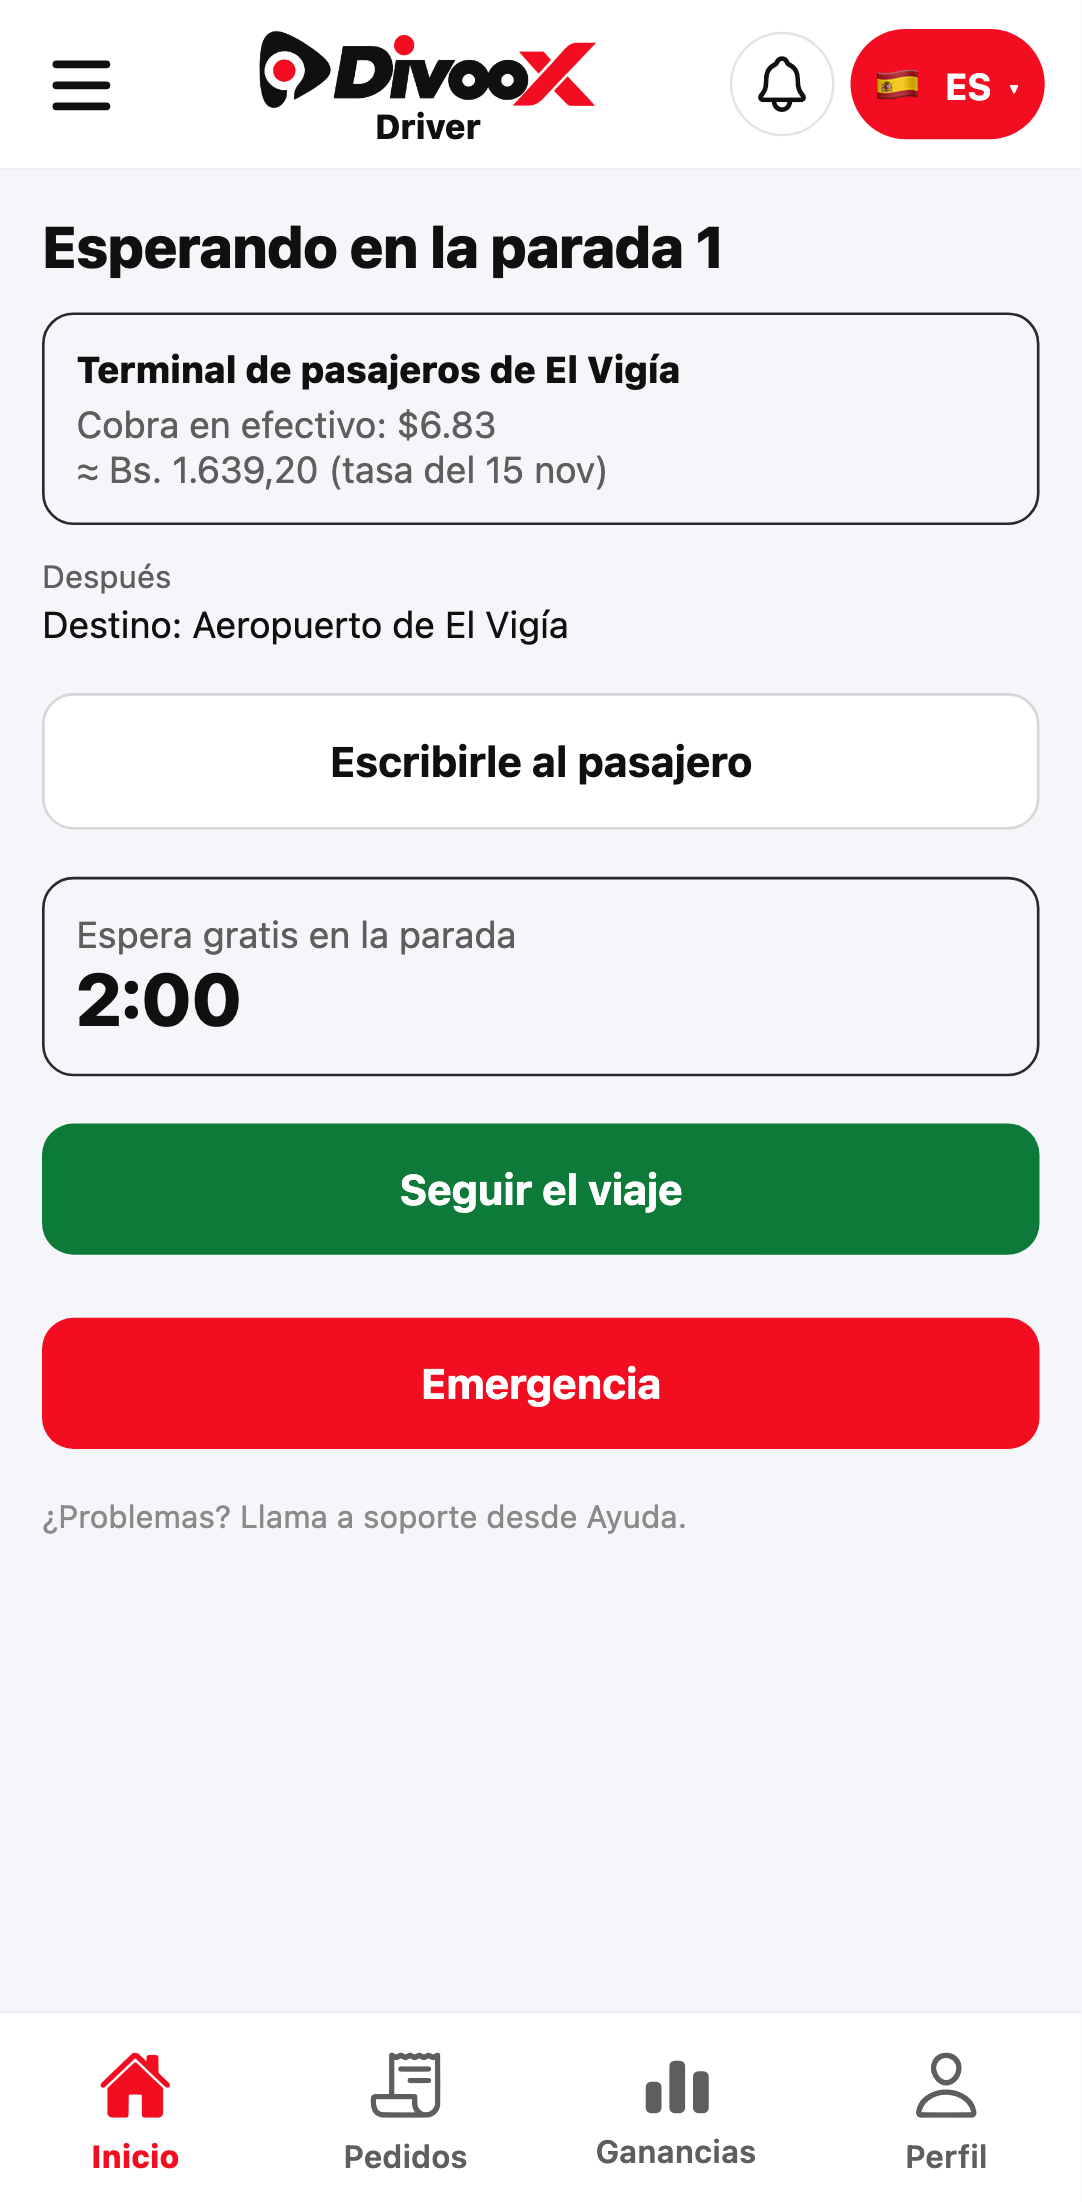 DivooX
Driver
ES
Esperando en la parada 1
Terminal de pasajeros de El Vigía
Cobra en efectivo: $6.83
≈ Bs. 1.639,20 (tasa del 15 nov)
Después
Destino: Aeropuerto de El Vigía
Escribirle al pasajero
Espera gratis en la parada
2:00
Seguir el viaje
Emergencia
¿Problemas? Llama a soporte desde Ayuda.
Inicio
Pedidos
Ganancias
Perfil